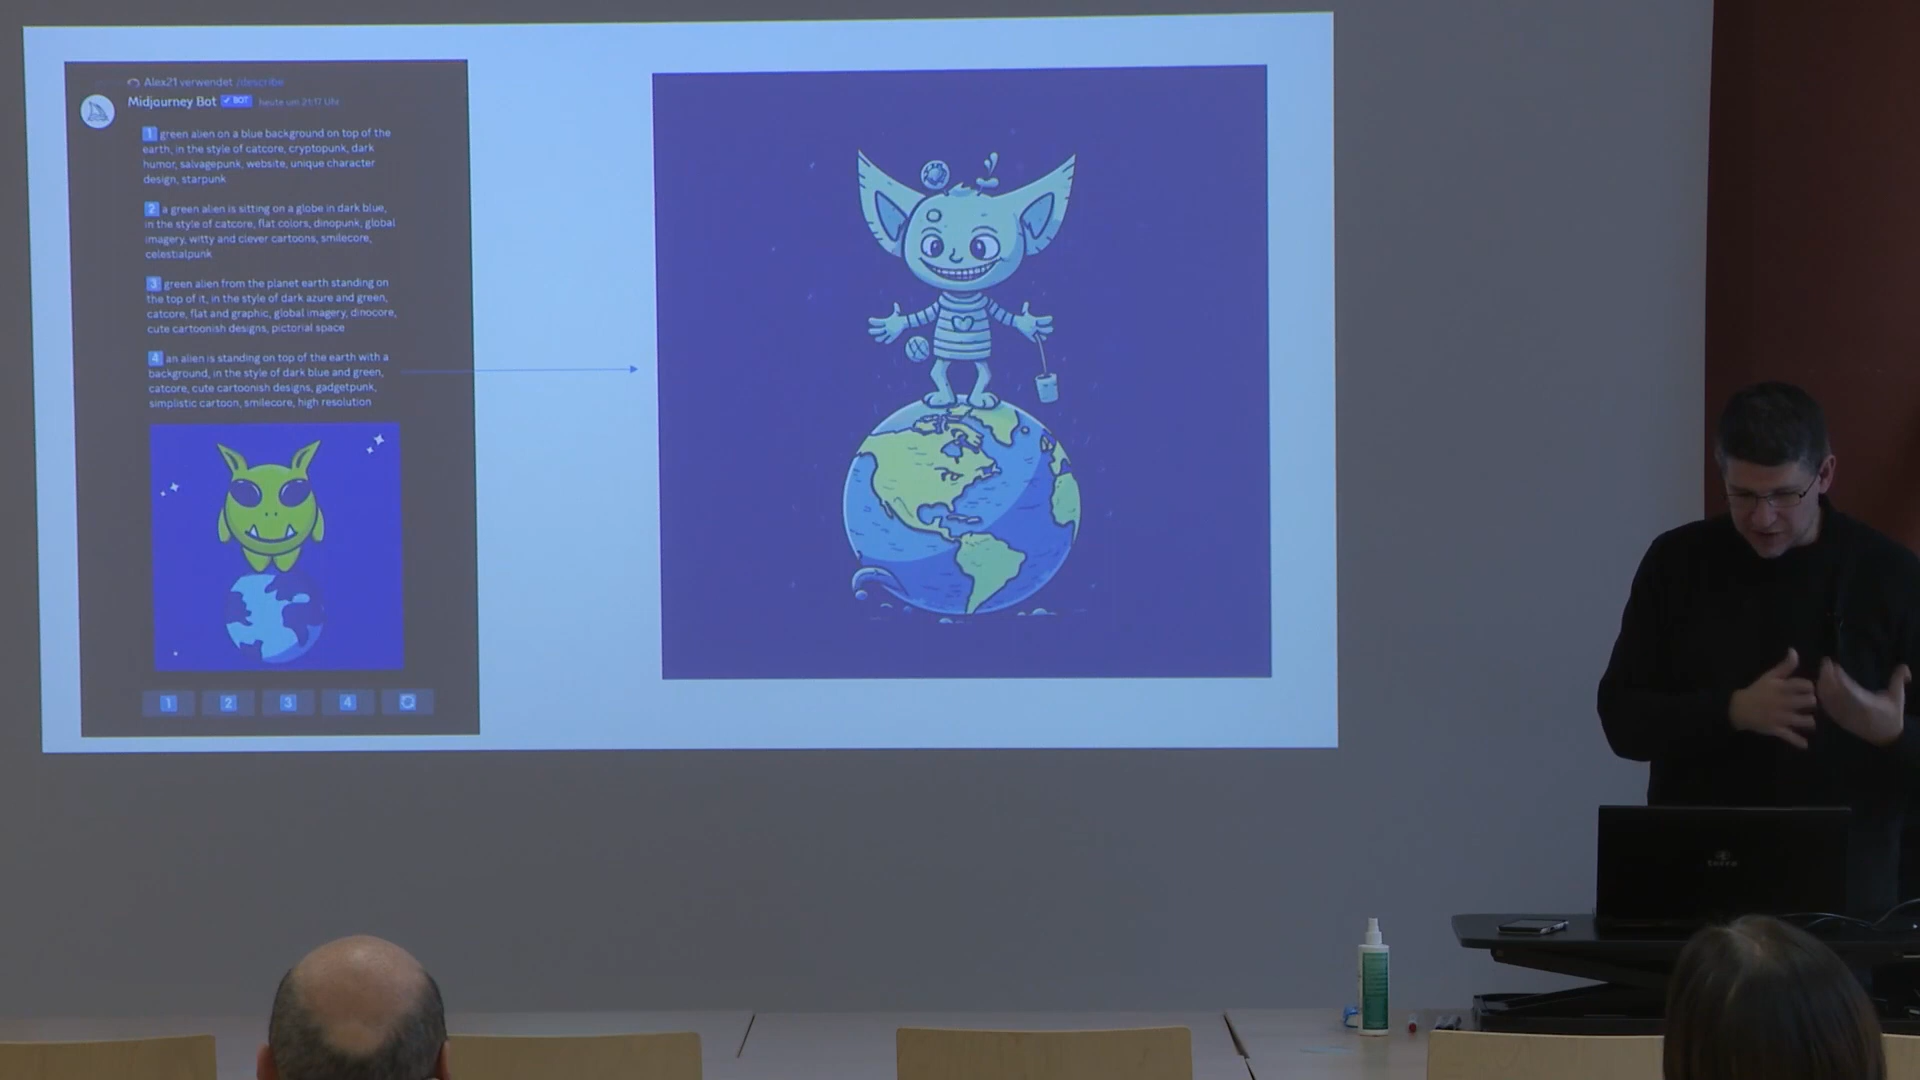 Alex21 verwendet /describe
Midjourney Bot ✓ BOT heute um 21:17 Uhr
1 green alien on a blue background on top of the
earth, in the style of catcore, cryptopunk, dark
humor, salvagepunk, website, unique character
design, starpunk
2 a green alien is sitting on a globe in dark blue,
in the style of catcore, flat colors, dinopunk, global
imagery, witty and clever cartoons, smilecore,
celestialpunk
3 green alien from the planet earth standing on
the top of it, in the style of dark azure and green,
catcore, flat and graphic, global imagery, dinocore,
cute cartoonish designs, pictorial space
4 an alien is standing on top of the earth with a
background, in the style of dark blue and green,
catcore, cute cartoonish designs, gadgetpunk,
simplistic cartoon, smilecore, high resolution
1 2 3 4
terra